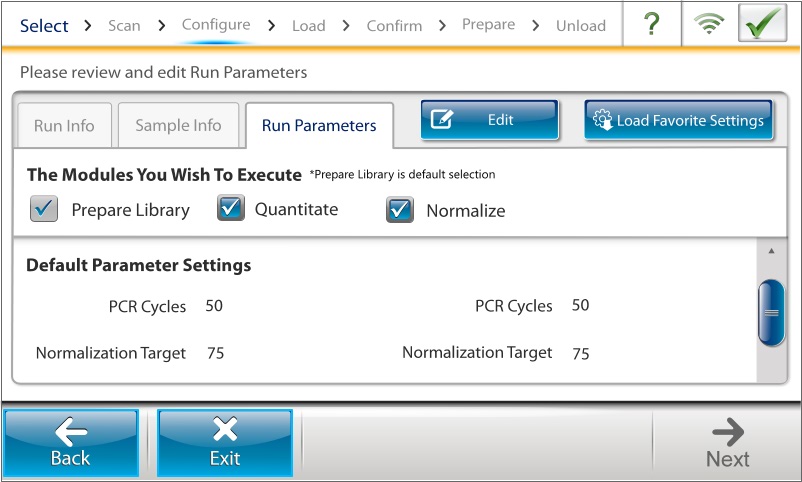 Select > Scan > Configure > Load > Confirm > Prepare > Unload ?
Please review and edit Run Parameters
Run Info Sample Info Run Parameters Edit Load Favorite Settings
The Modules You Wish To Execute *Prepare Library is default selection
Prepare Library Quantitate Normalize
Default Parameter Settings
PCR Cycles 50 PCR Cycles 50
Normalization Target 75 Normalization Target 75
Back Exit Next